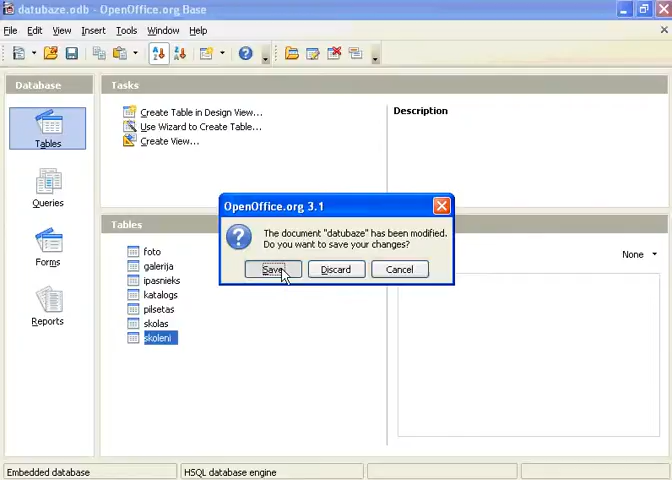 datubaze.odb - OpenOffice.org Base
File Edit View Insert Tools Window Help
Database
Tasks
Tables
Queries
Forms
Reports
Create Table in Design View...
Use Wizard to Create Table...
Create View...
Description
Tables
foto
galerija
ipasnieks
katalogs
pilsetas
skolas
skoleni
None
OpenOffice.org 3.1
The document "datubaze" has been modified.
Do you want to save your changes?
Save Discard Cancel
Embedded database HSQL database engine